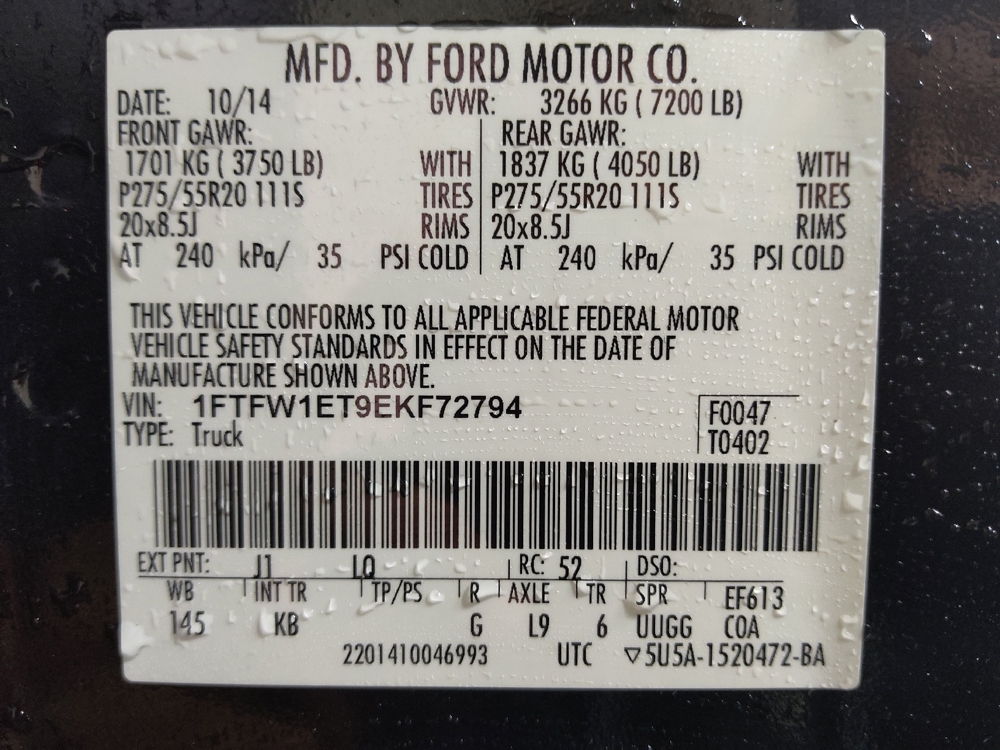 MFD. BY FORD MOTOR CO.
DATE: 10/14 GVWR: 3266 KG ( 7200 LB)
FRONT GAWR: REAR GAWR:
1701 KG ( 3750 LB) WITH 1837 KG ( 4050 LB) WITH
P275/55R20 111S TIRES P275/55R20 111S TIRES
20x8.5J RIMS 20x8.5J RIMS
AT 240 kPa/ 35 PSI COLD AT 240 kPa/ 35 PSI COLD
THIS VEHICLE CONFORMS TO ALL APPLICABLE FEDERAL MOTOR
VEHICLE SAFETY STANDARDS IN EFFECT ON THE DATE OF
MANUFACTURE SHOWN ABOVE.
VIN: 1FTFW1ET9EKF72794 F0047
TYPE: Truck T0402
EXT PNT: J1 LQ RC: 52 DSO:
WB INT TR TP/PS R AXLE TR SPR EF613
145 KB G L9 6 UUGG COA
2201410046993 UTC ▽5U5A-1520472-BA